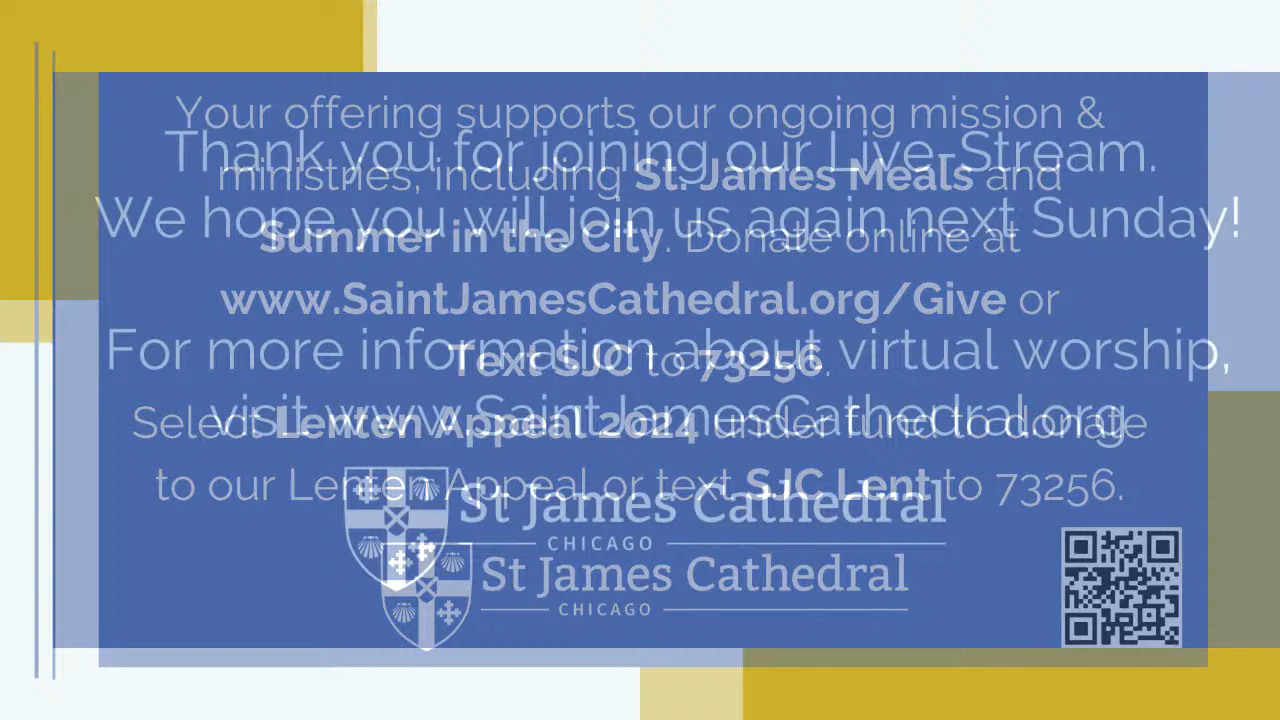 Your offering supports our ongoing mission &
ministries, including St. James Meals and
Summer in the City. Donate online at
www.SaintJamesCathedral.org/Give or
Text SJC to 73256.
Select Lenten Appeal 2024 under fund to donate
to our Lenten Appeal or text SJC Lent to 73256.
St James Cathedral
CHICAGO
Thank you for joining our Live-Stream.
We hope you will join us again next Sunday!
For more information about virtual worship,
visit www.SaintJamesCathedral.org
St James Cathedral
CHICAGO